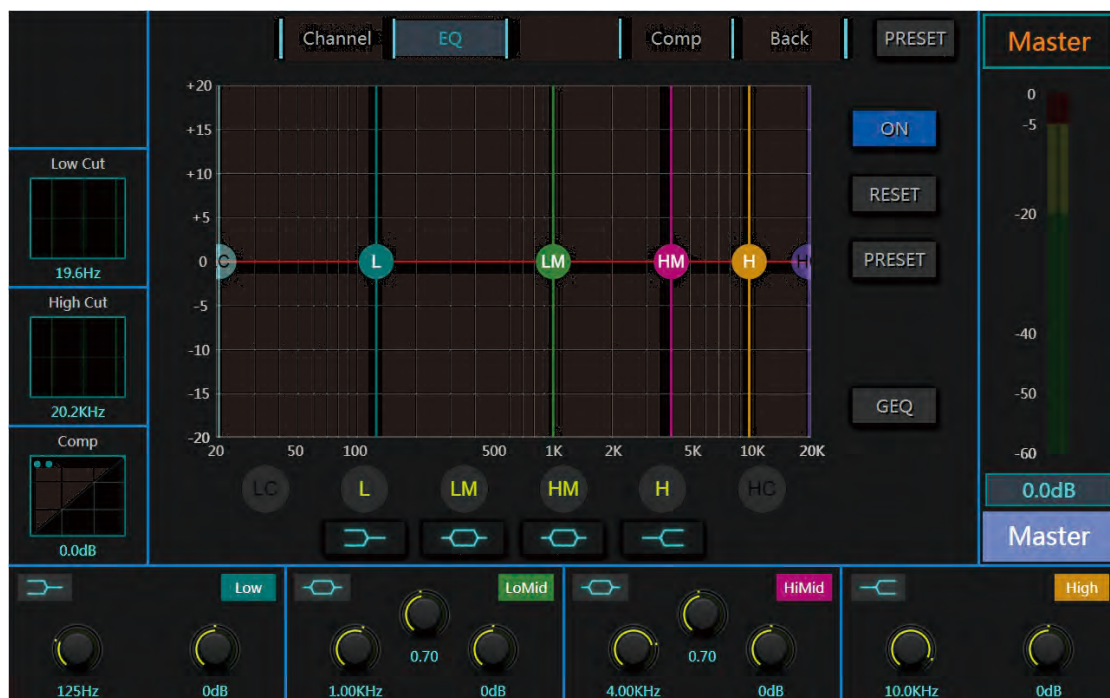 Channel EQ Comp Back PRESET Master
+20
+15
+10
+5
0
-5
-10
-15
-20
20 50 100 500 1K 2K 5K 10K 20K
C L LM HM H HC
LC L LM HM H HC
Low Cut
19.6Hz
High Cut
20.2KHz
Comp
0.0dB
ON
RESET
PRESET
GEQ
0
-5
-20
-40
-50
-60
0.0dB
Master
Low
125Hz 0dB
LoMid
0.70
1.00KHz 0dB
HiMid
0.70
4.00KHz 0dB
High
10.0KHz 0dB